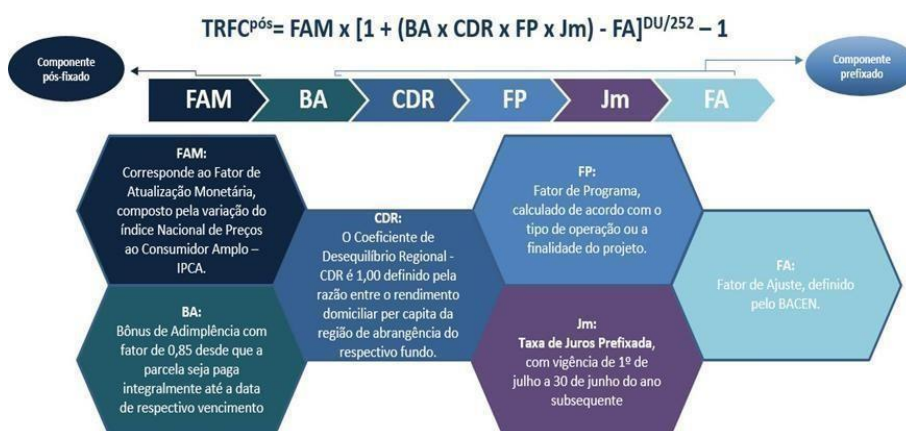 TRFCpós= FAM x [1 + (BA x CDR x FP x Jm) - FA]DU/252 – 1
Componente
pós-fixado
Componente
prefixado
FAM
BA
CDR
FP
Jm
FA
FAM:
Corresponde ao Fator de
Atualização Monetária,
composto pela variação do
índice Nacional de Preços
ao Consumidor Amplo –
IPCA.
BA:
Bônus de Adimplência com
fator de 0,85 desde que a
parcela seja paga
integralmente até a data
de respectivo vencimento
CDR:
O Coeficiente de
Desequilíbrio Regional -
CDR é 1,00 definido pela
razão entre o rendimento
domiciliar per capita da
região de abrangência do
respectivo fundo.
FP:
Fator de Programa,
calculado de acordo com o
tipo de operação ou a
finalidade do projeto.
Jm:
Taxa de Juros Prefixada,
com vigência de 1º de
julho a 30 de junho do ano
subsequente
FA:
Fator de Ajuste, definido
pelo BACEN.